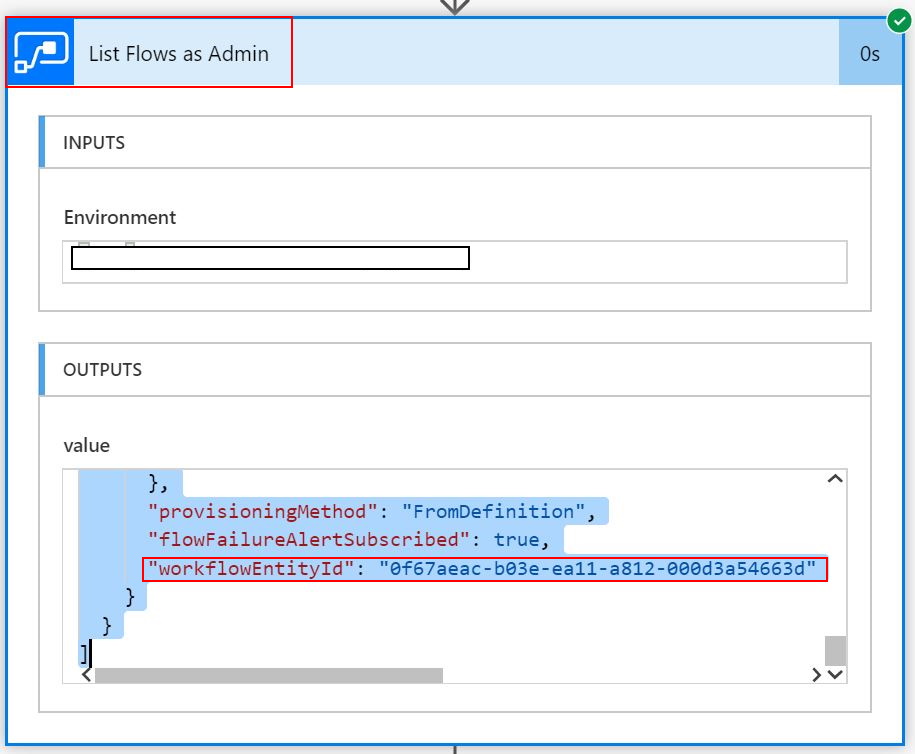 List Flows as Admin
0s
INPUTS
Environment
OUTPUTS
value
},
"provisioningMethod": "FromDefinition",
"flowFailureAlertSubscribed": true,
"workflowEntityId": "0f67aeac-b03e-ea11-a812-000d3a54663d"
}
}
]